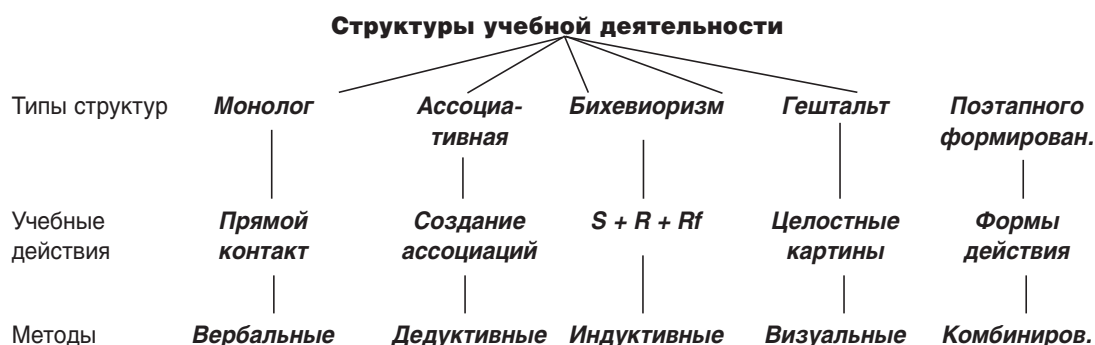 Структуры учебной деятельности
Типы структур Монолог Ассоциа- Бихевиоризм Гештальт Поэтапного
тивная формирован.
Учебные Прямой Создание S + R + Rf Целостные Формы
действия контакт ассоциаций картины действия
Методы Вербальные Дедуктивные Индуктивные Визуальные Комбиниров.